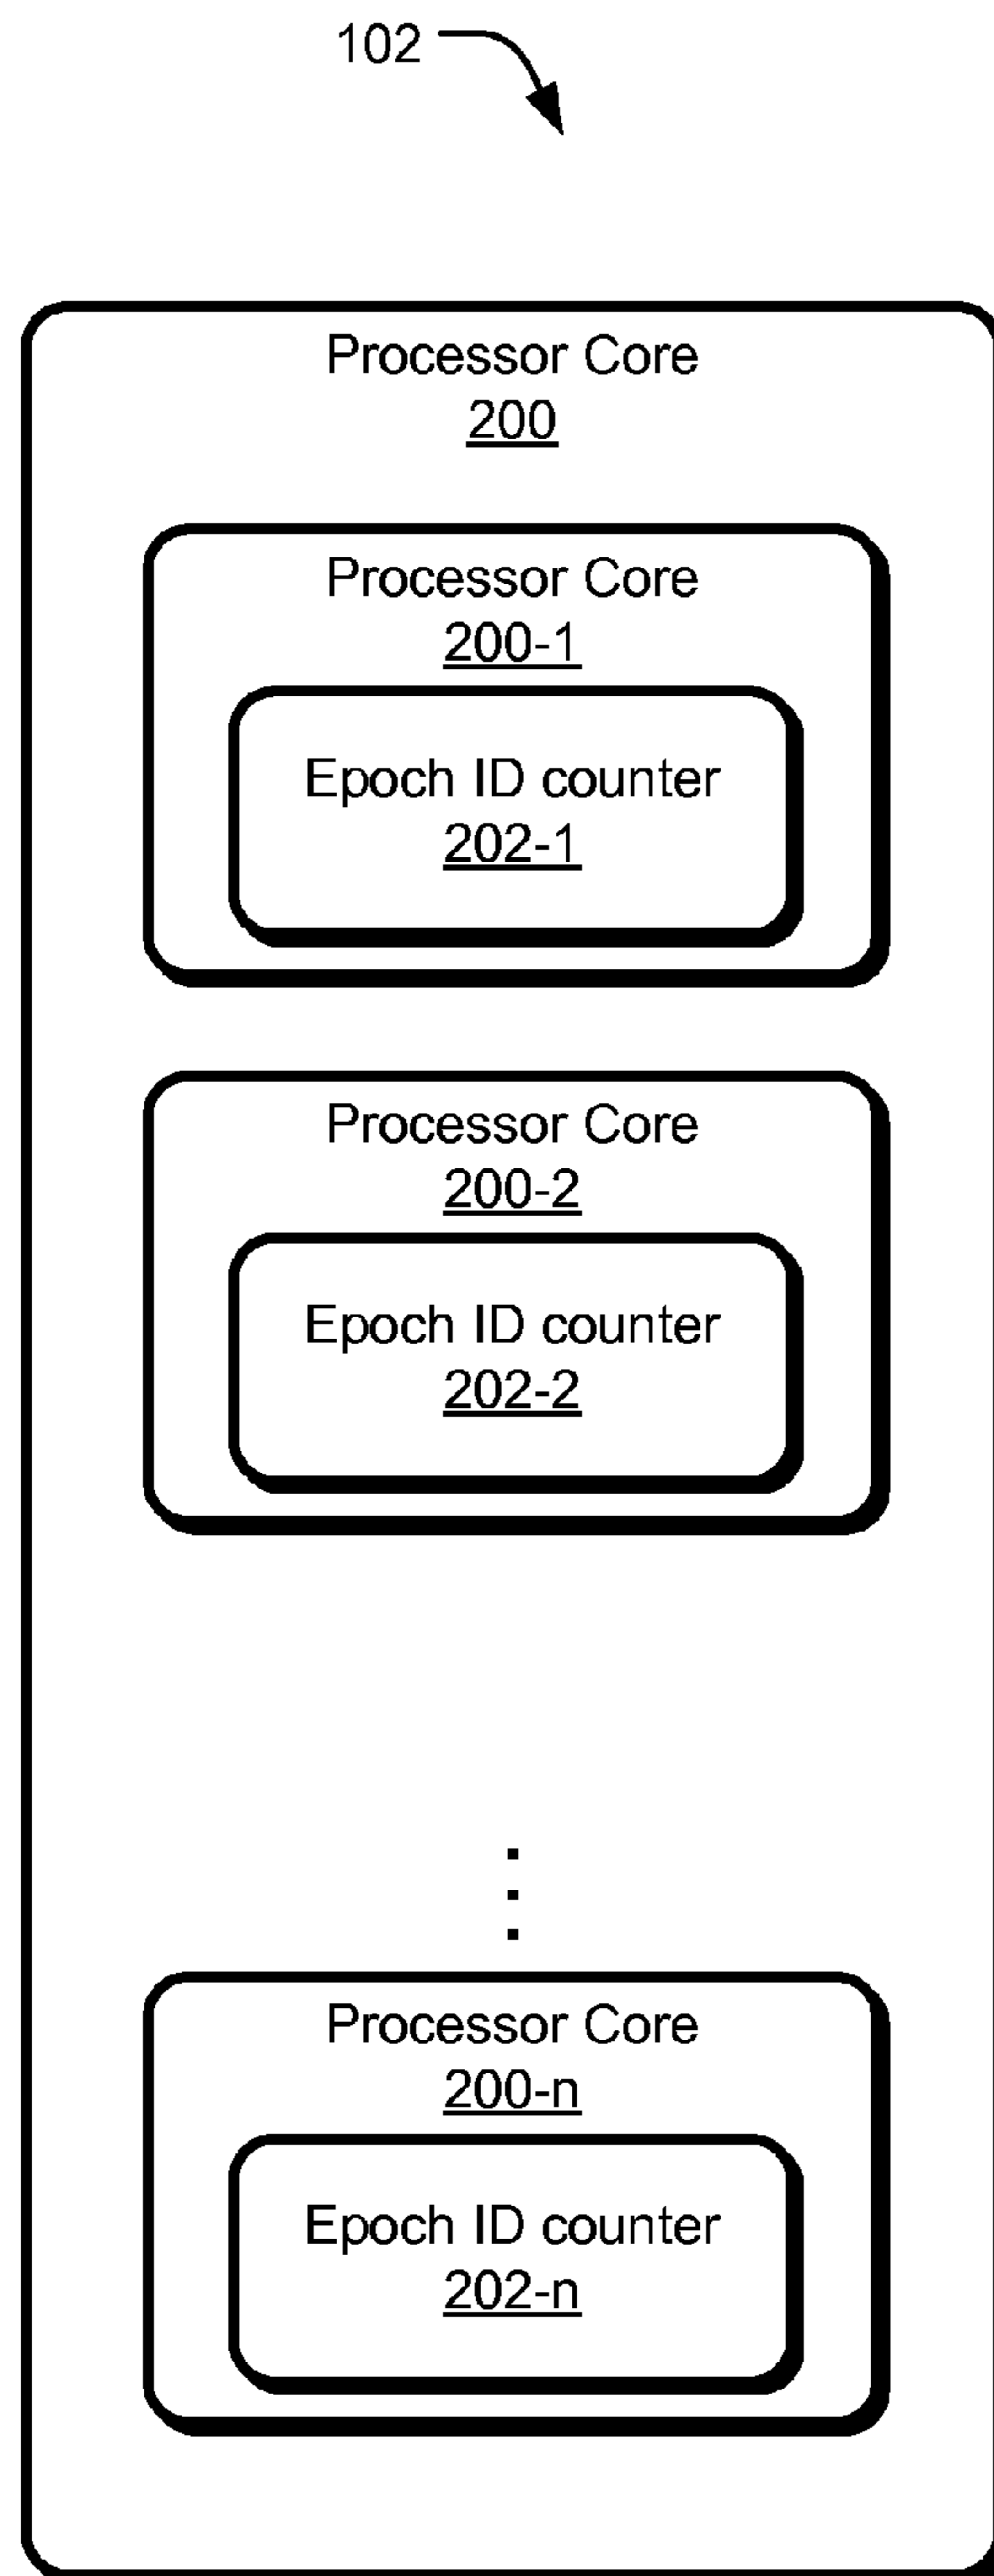 102
Processor Core
200
Processor Core
200-1
Epoch ID counter
202-1
Processor Core
200-2
Epoch ID counter
202-2
Processor Core
200-n
Epoch ID counter
202-n